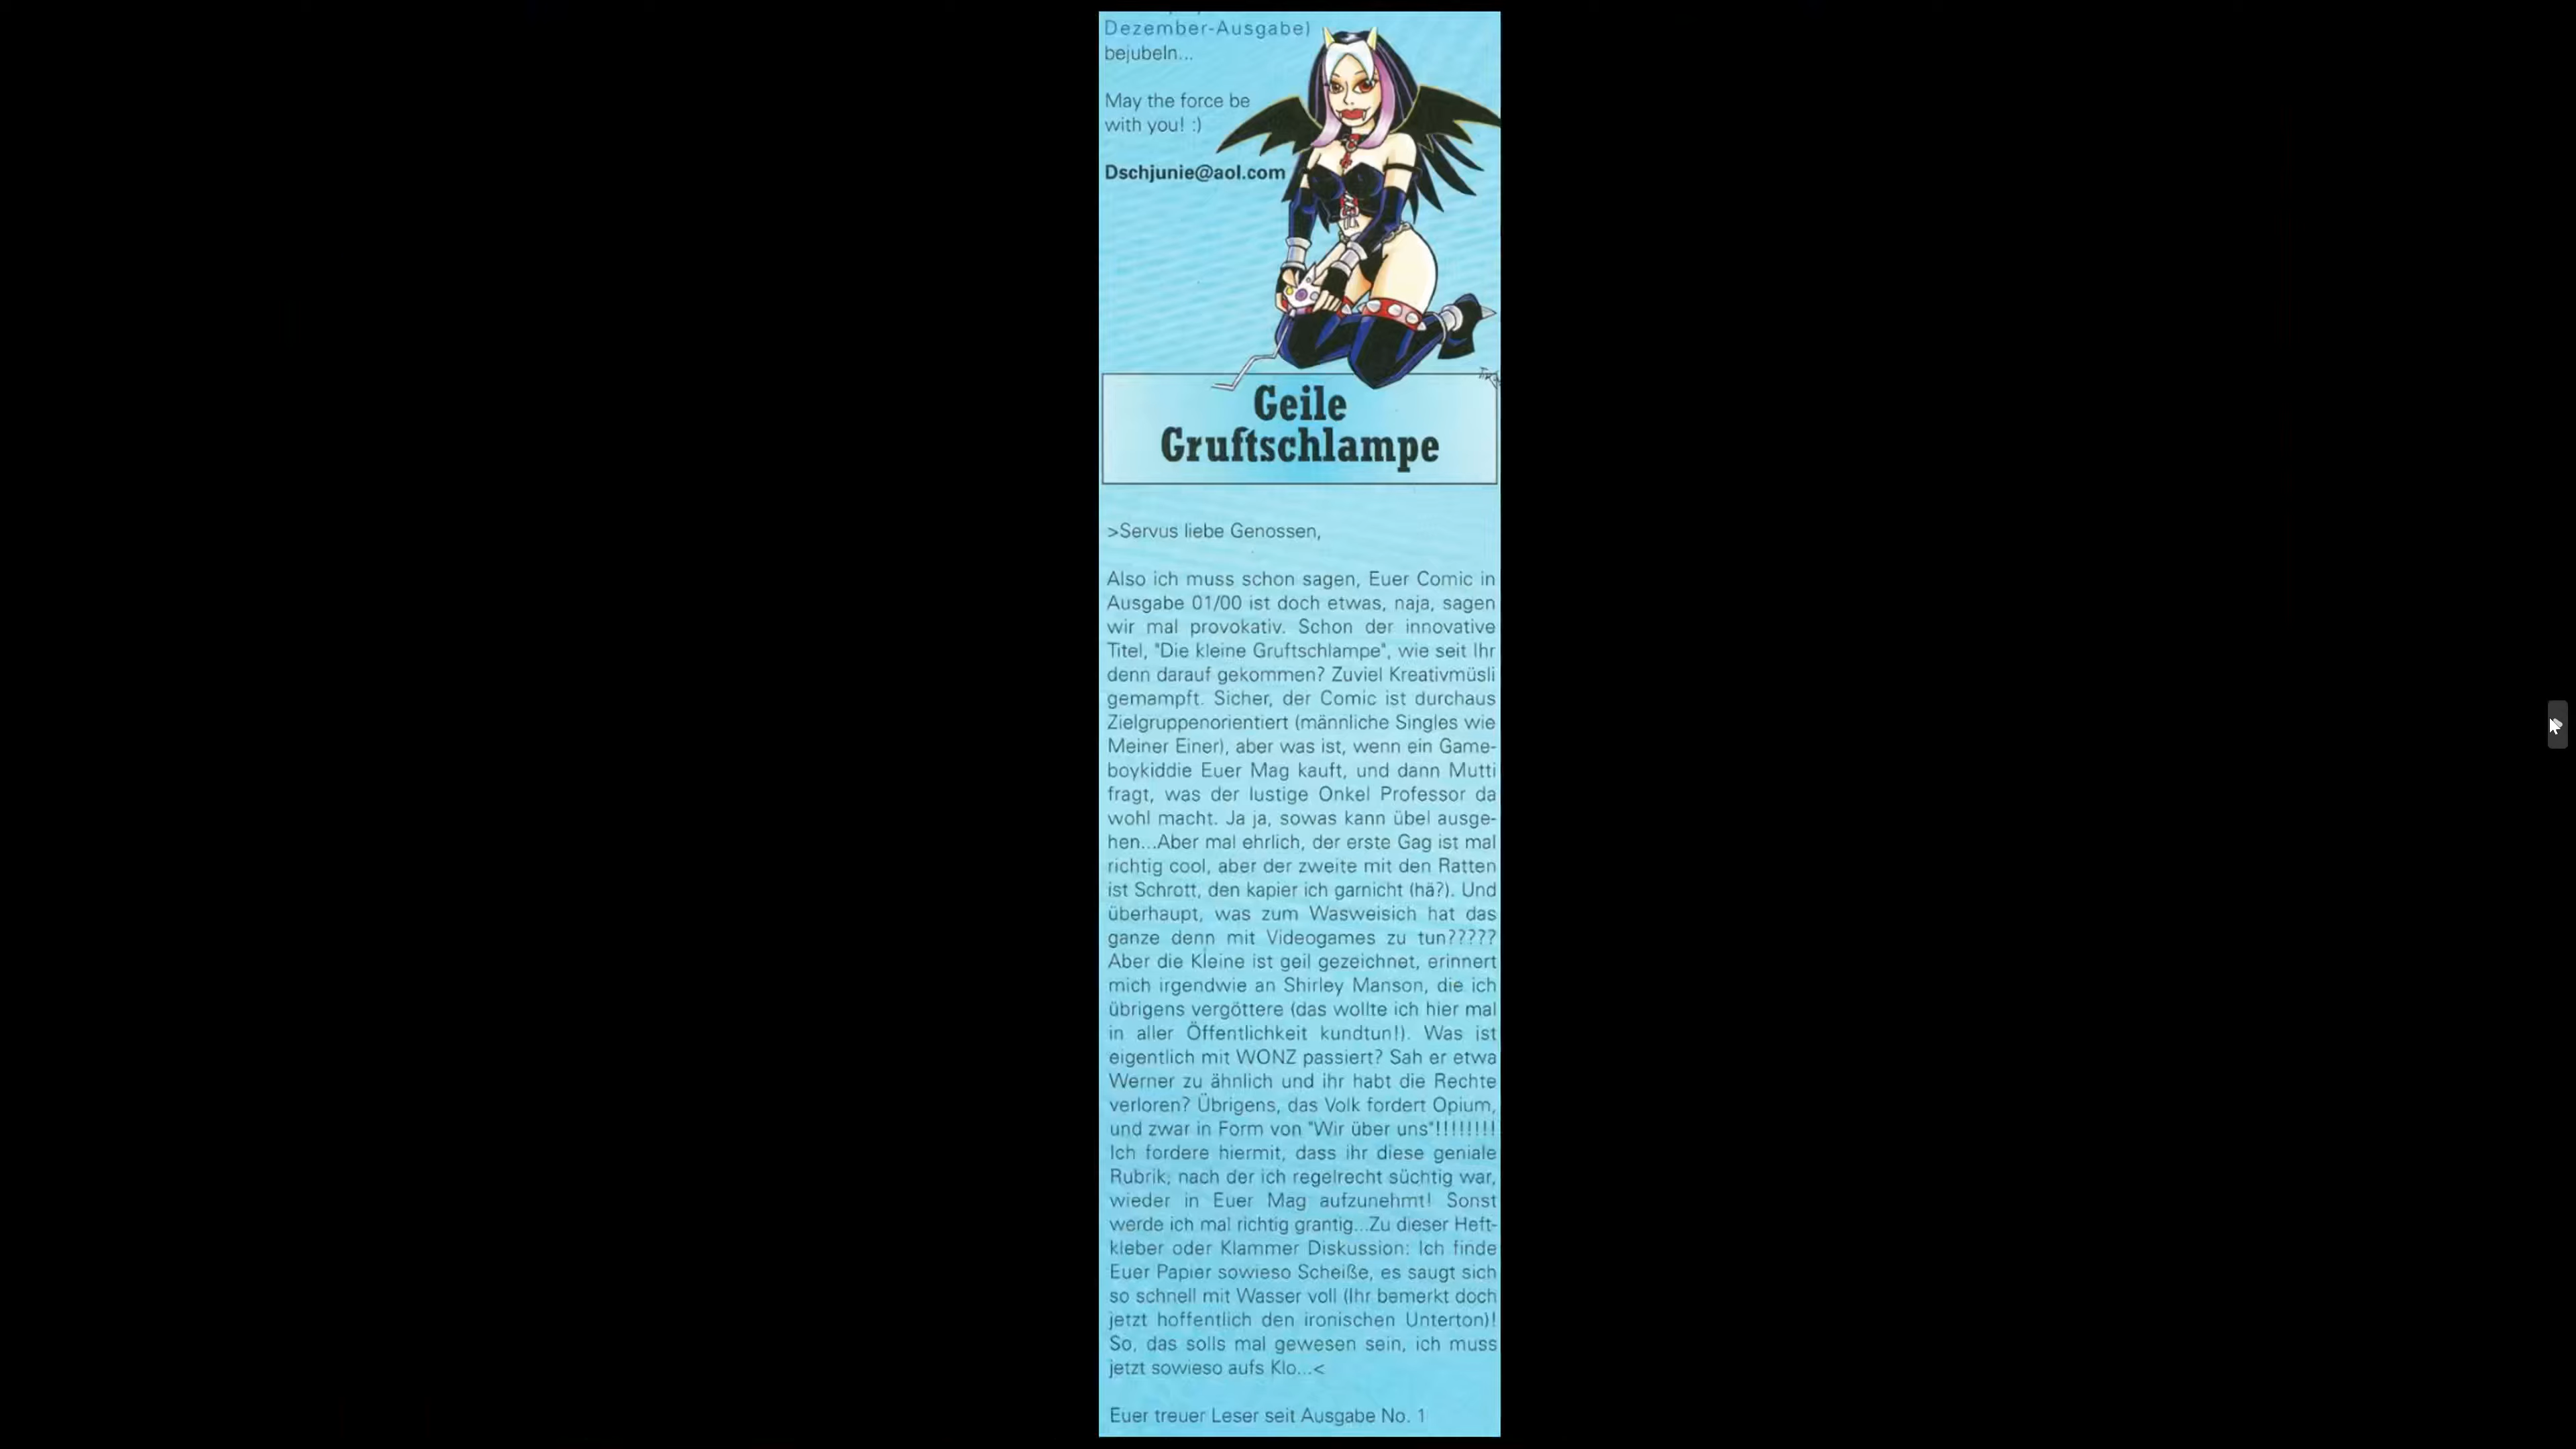 Dezember-Ausgabe)
bejubeln...
May the force be
with you! :)
Dschjunie@aol.com
Geile
Gruftschlampe
>Servus liebe Genossen,
Also ich muss schon sagen, Euer Comic in
Ausgabe 01/00 ist doch etwas, naja, sagen
wir mal provokativ. Schon der innovative
Titel, "Die kleine Gruftschlampe", wie seit Ihr
denn darauf gekommen? Zuviel Kreativmüsli
gemampft. Sicher, der Comic ist durchaus
Zielgruppenorientiert (männliche Singles wie
Meiner Einer), aber was ist, wenn ein Game-
boykiddie Euer Mag kauft, und dann Mutti
fragt, was der lustige Onkel Professor da
wohl macht. Ja ja, sowas kann übel ausge-
hen...Aber mal ehrlich, der erste Gag ist mal
richtig cool, aber der zweite mit den Ratten
ist Schrott, den kapier ich garnicht (hä?). Und
überhaupt, was zum Wasweisich hat das
ganze denn mit Videogames zu tun?????
Aber die Kleine ist geil gezeichnet, erinnert
mich irgendwie an Shirley Manson, die ich
übrigens vergöttere (das wollte ich hier mal
in aller Öffentlichkeit kundtun!). Was ist
eigentlich mit WONZ passiert? Sah er etwa
Werner zu ähnlich und ihr habt die Rechte
verloren? Übrigens, das Volk fordert Opium,
und zwar in Form von "Wir über uns"!!!!!!!!
Ich fordere hiermit, dass ihr diese geniale
Rubrik, nach der ich regelrecht süchtig war,
wieder in Euer Mag aufzunehmt! Sonst
werde ich mal richtig grantig...Zu dieser Heft-
kleber oder Klammer Diskussion: Ich finde
Euer Papier sowieso Scheiße, es saugt sich
so schnell mit Wasser voll (Ihr bemerkt doch
jetzt hoffentlich den ironischen Unterton)!
So, das solls mal gewesen sein, ich muss
jetzt sowieso aufs Klo...<
Euer treuer Leser seit Ausgabe No. 1